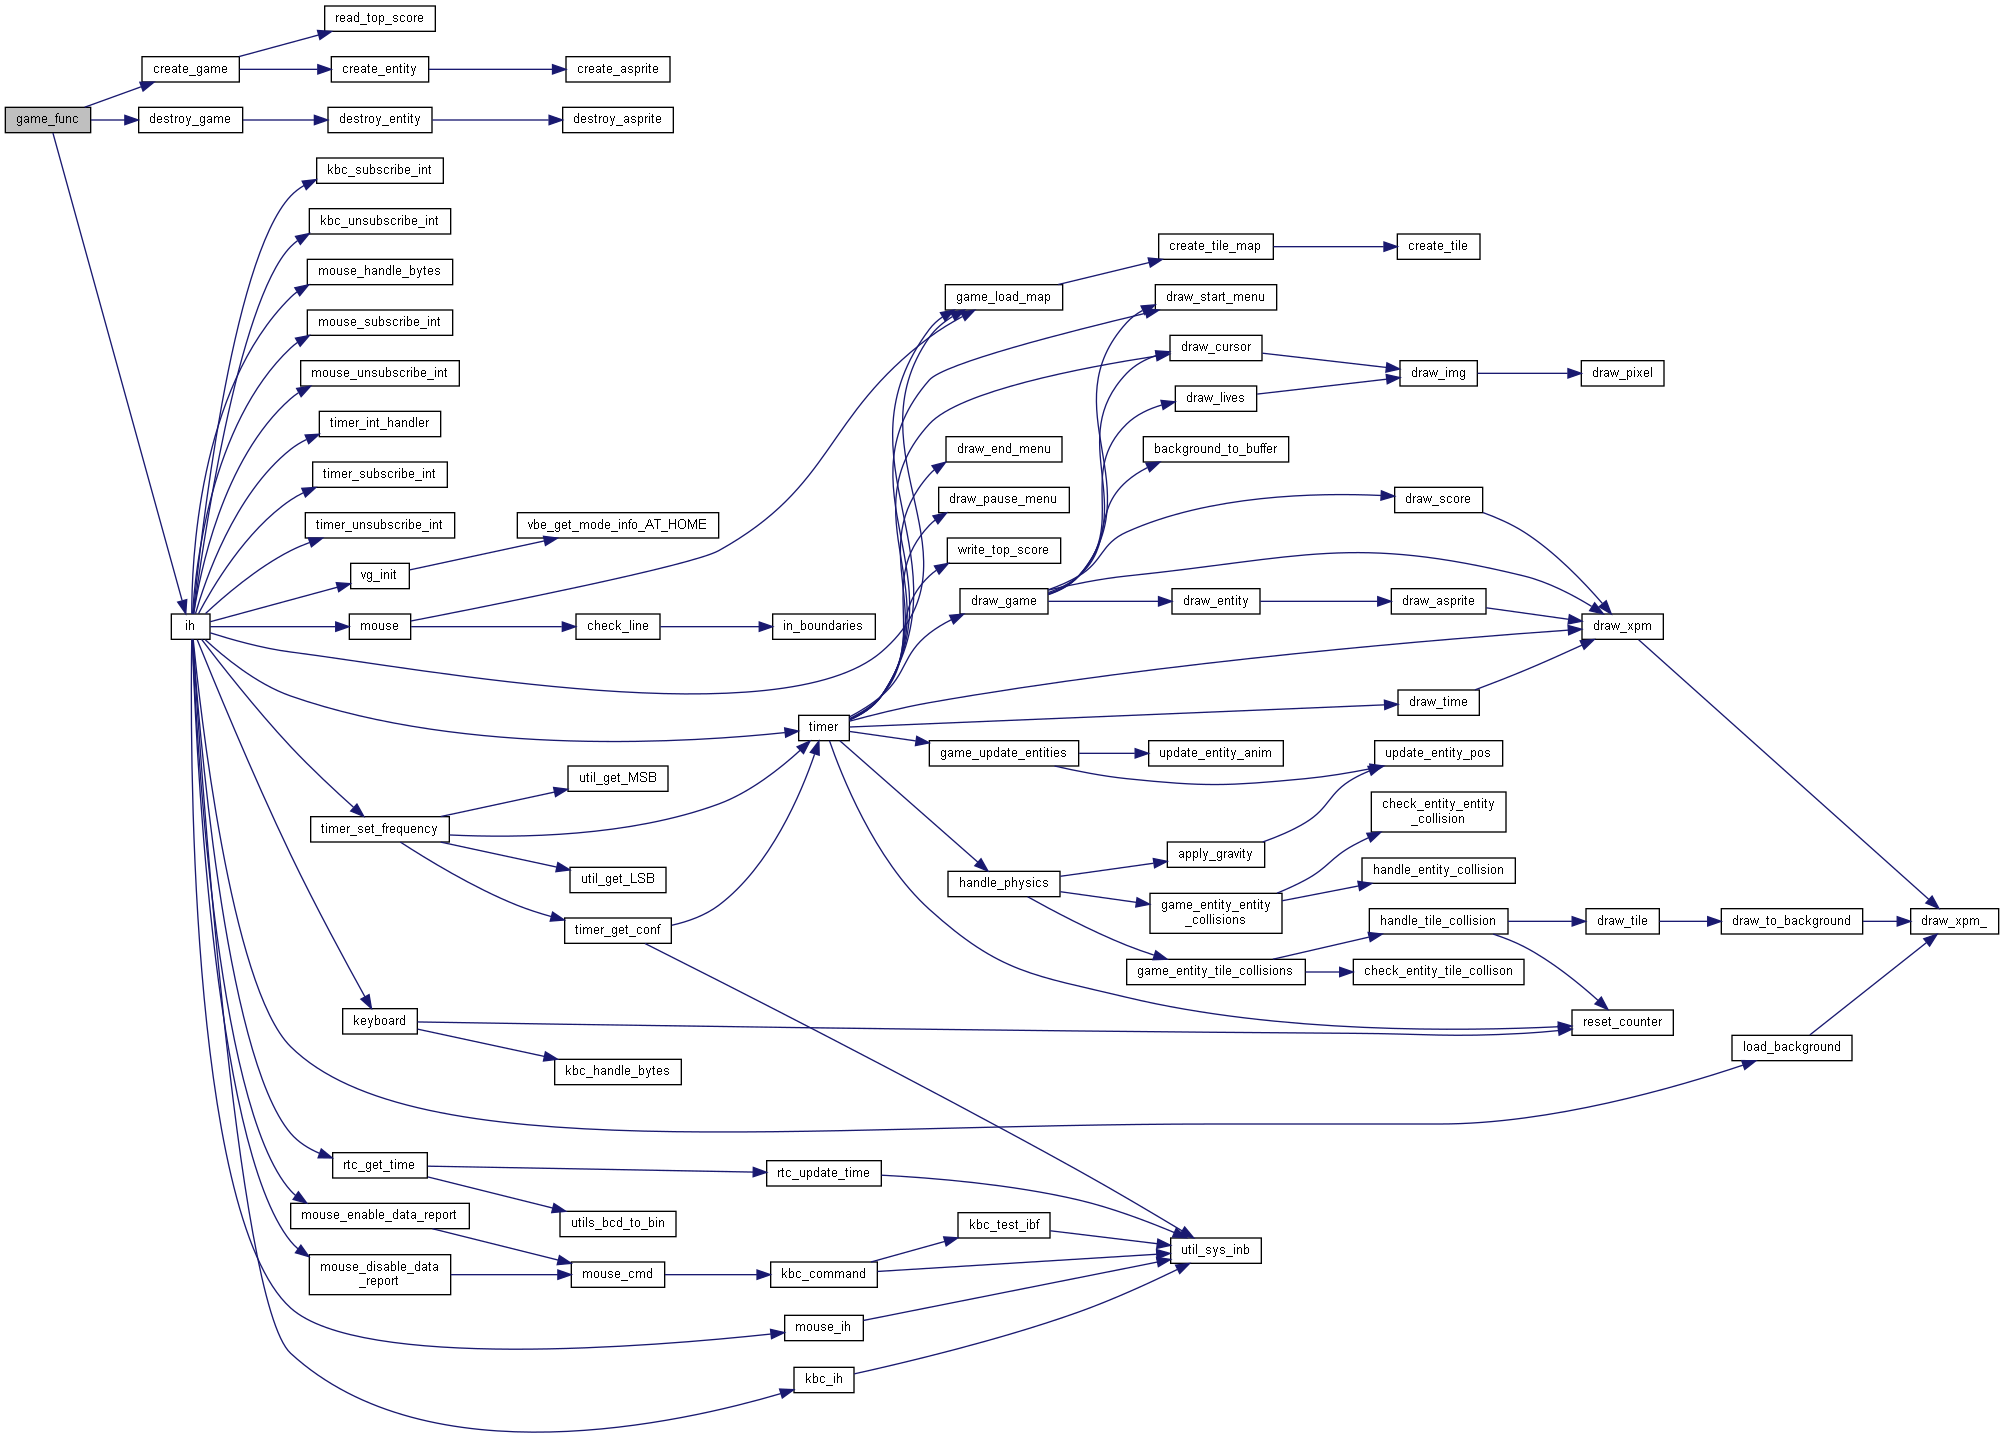 read_top_score
create_game
create_entity
create_asprite
game_func
destroy_game
destroy_entity
destroy_asprite
kbc_subscribe_int
kbc_unsubscribe_int
mouse_handle_bytes
mouse_subscribe_int
mouse_unsubscribe_int
timer_int_handler
timer_subscribe_int
timer_unsubscribe_int
vbe_get_mode_info_AT_HOME
vg_init
ih
mouse
check_line
in_boundaries
create_tile_map
create_tile
game_load_map
draw_start_menu
draw_cursor
draw_img
draw_pixel
draw_lives
draw_end_menu
background_to_buffer
draw_pause_menu
draw_score
write_top_score
draw_game
draw_entity
draw_asprite
draw_xpm
draw_time
timer
game_update_entities
update_entity_anim
update_entity_pos
util_get_MSB
timer_set_frequency
util_get_LSB
timer_get_conf
check_entity_entity
_collision
apply_gravity
handle_physics
handle_entity_collision
game_entity_entity
_collisions
handle_tile_collision
draw_tile
draw_to_background
draw_xpm_
game_entity_tile_collisions
check_entity_tile_collison
keyboard
reset_counter
kbc_handle_bytes
load_background
rtc_get_time
rtc_update_time
mouse_enable_data_report
utils_bcd_to_bin
kbc_test_ibf
util_sys_inb
mouse_disable_data
_report
mouse_cmd
kbc_command
mouse_ih
kbc_ih